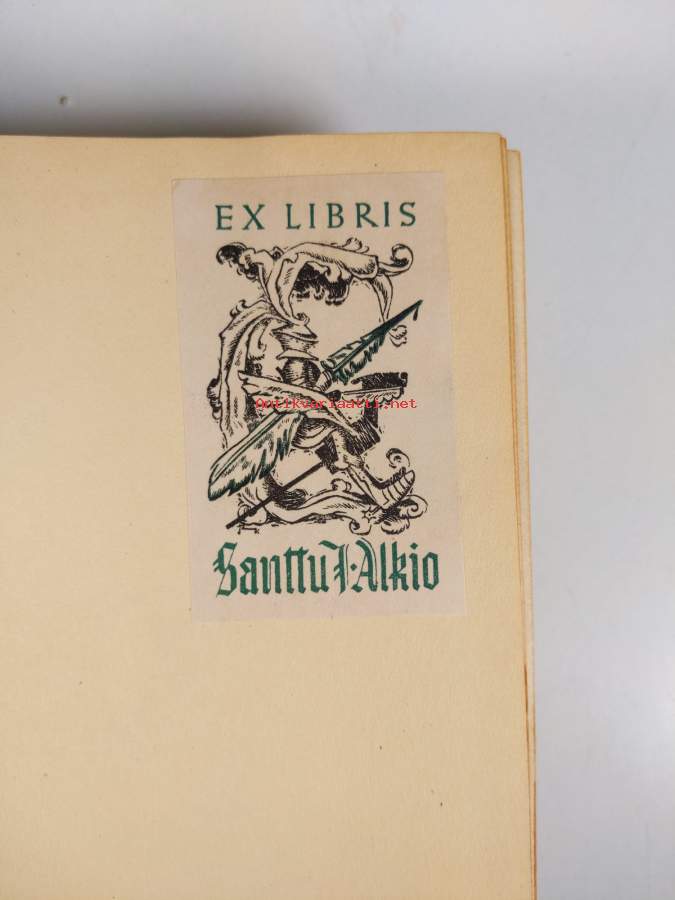 EX LIBRIS
Antikvariaatti.net
Santtu J. Alkio